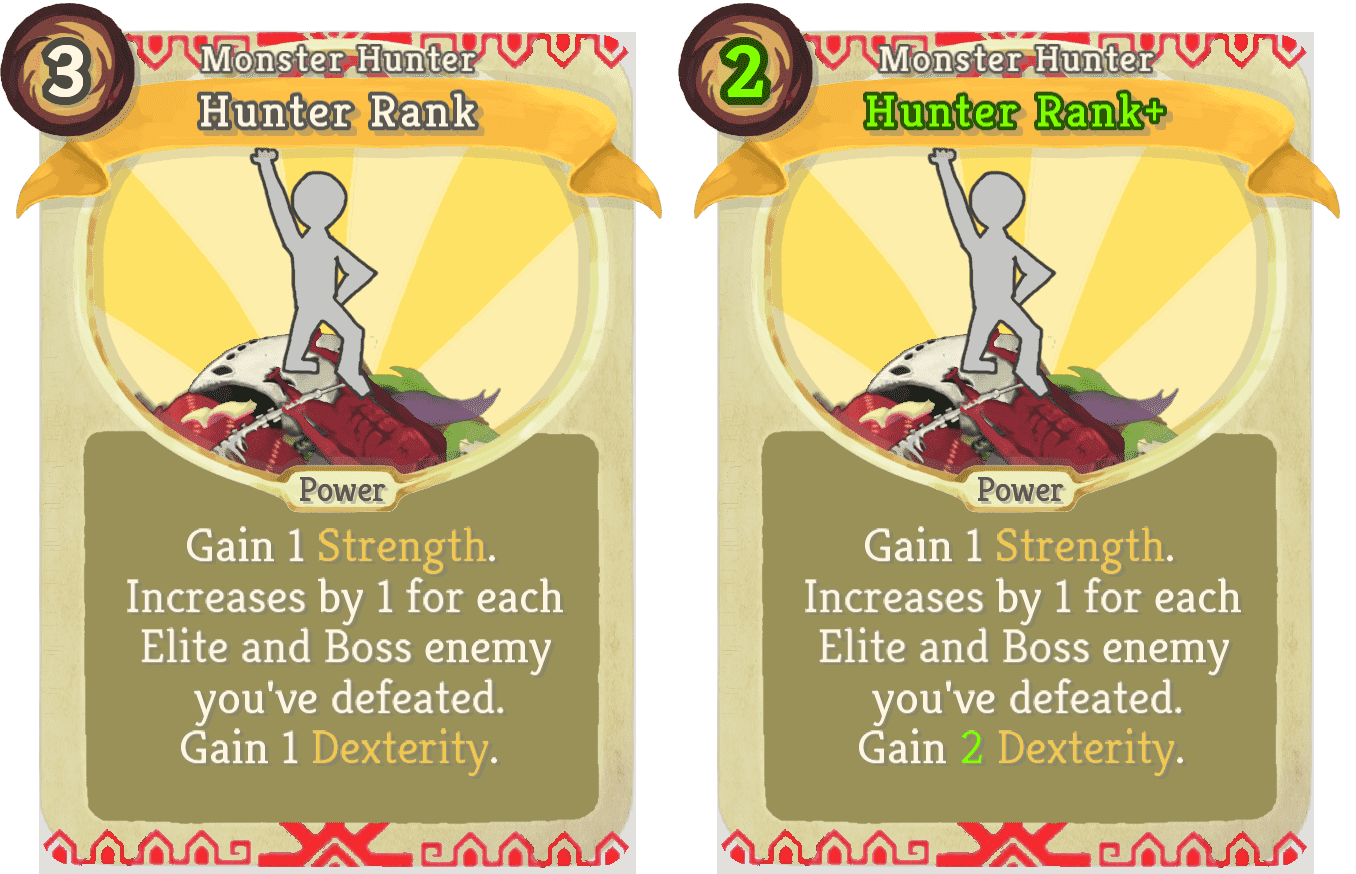 3
Monster Hunter
Hunter Rank
Power
Gain 1 Strength.
Increases by 1 for each
Elite and Boss enemy
you've defeated.
Gain 1 Dexterity.
2
Monster Hunter
Hunter Rank+
Power
Gain 1 Strength.
Increases by 1 for each
Elite and Boss enemy
you've defeated.
Gain 2 Dexterity.